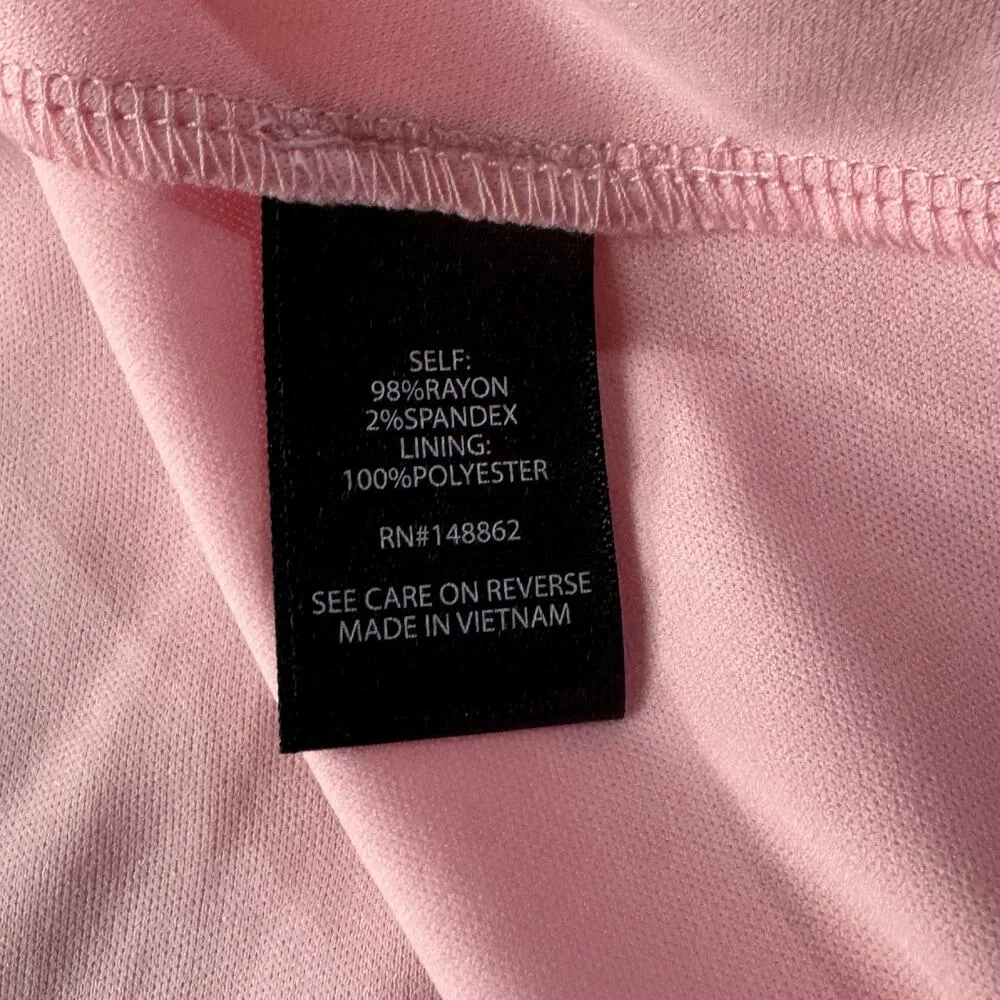 SELF:
98%RAYON
2%SPANDEX
LINING:
100%POLYESTER
RN#148862
SEE CARE ON REVERSE
MADE IN VIETNAM